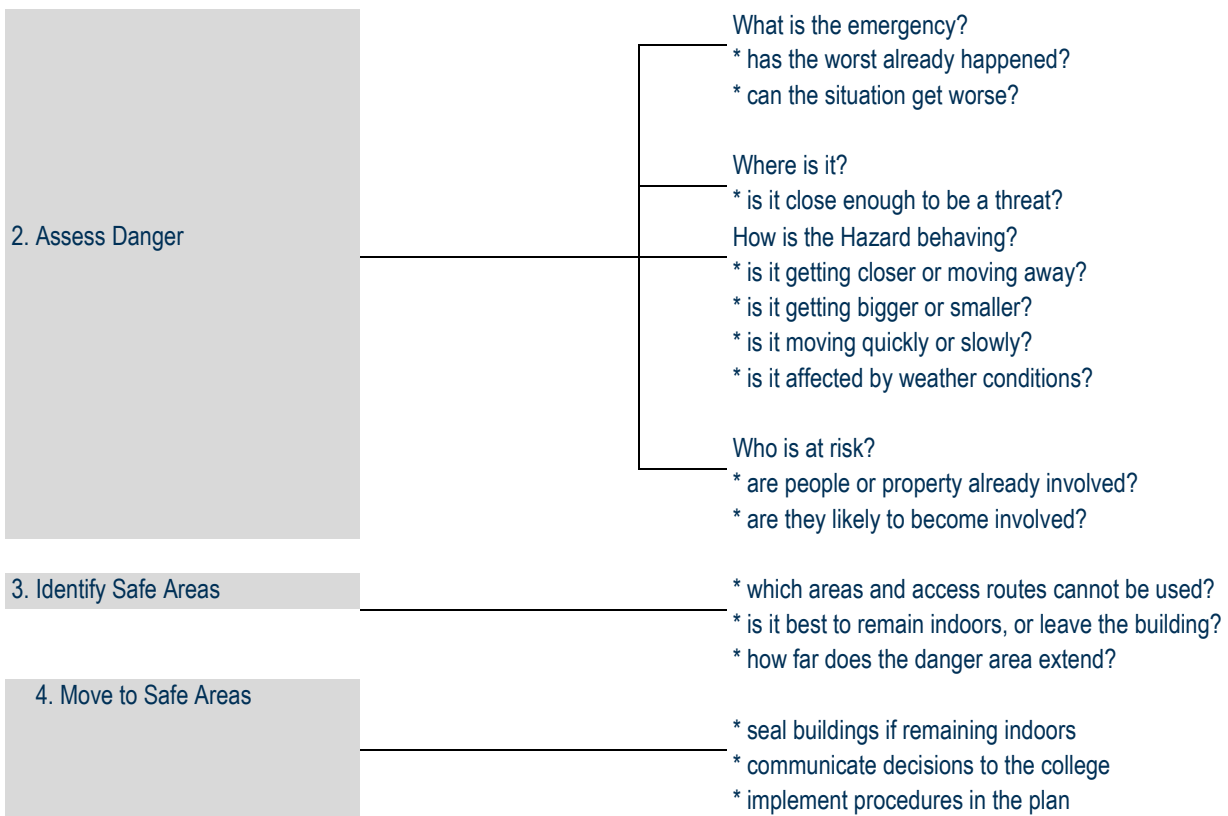 What is the emergency?
* has the worst already happened?
* can the situation get worse?
Where is it?
* is it close enough to be a threat?
2. Assess Danger
How is the Hazard behaving?
* is it getting closer or moving away?
* is it getting bigger or smaller?
* is it moving quickly or slowly?
* is it affected by weather conditions?
Who is at risk?
* are people or property already involved?
* are they likely to become involved?
3. Identify Safe Areas
* which areas and access routes cannot be used?
* is it best to remain indoors, or leave the building?
* how far does the danger area extend?
4. Move to Safe Areas
* seal buildings if remaining indoors
* communicate decisions to the college
* implement procedures in the plan